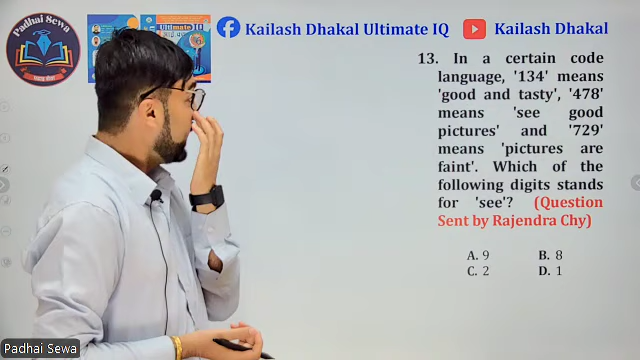 Padhai Sewa
Ultimate IQ
Kailash Dhakal Ultimate IQ
Kailash Dhakal
13. In a certain code
language, '134' means
'good and tasty', '478'
means 'see good
pictures' and '729'
means 'pictures are
faint'. Which of the
following digits stands
for 'see'? (Question
Sent by Rajendra Chy)
A. 9 B. 8
C. 2 D. 1
Padhai Sewa